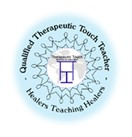 · Qualified Therapeutic Touch Teacher ·
Healers Teaching Healers